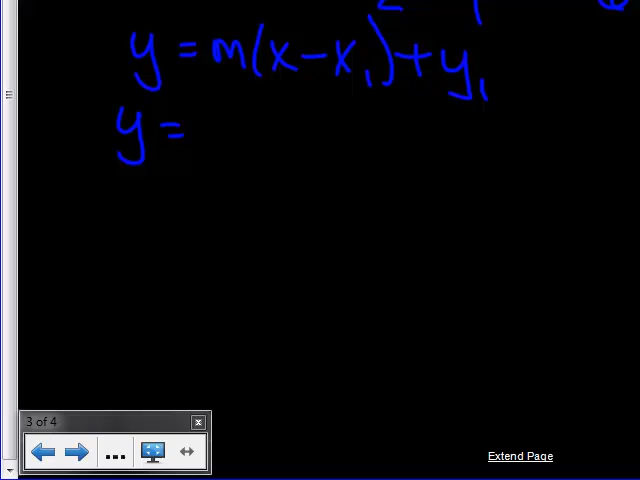 y = m(x - x₁) + y₁
y =
3 of 4
x
...
Extend Page